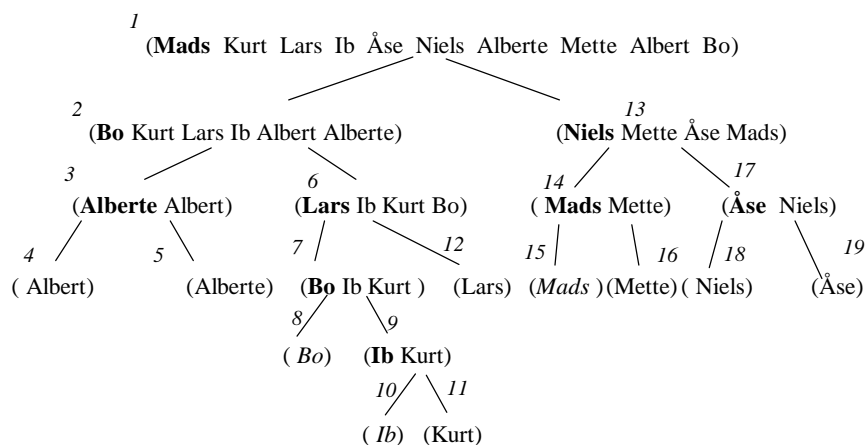 1
(Mads Kurt Lars Ib Åse Niels Alberte Mette Albert Bo)
2 13
(Bo Kurt Lars Ib Albert Alberte) (Niels Mette Åse Mads)
3 6 14 17
(Alberte Albert) (Lars Ib Kurt Bo) ( Mads Mette) (Åse Niels)
4 5 7 12 15 16 18 19
( Albert) (Alberte) (Bo Ib Kurt ) (Lars) (Mads ) (Mette) ( Niels) (Åse)
8 9
( Bo) (Ib Kurt)
10 11
( Ib) (Kurt)